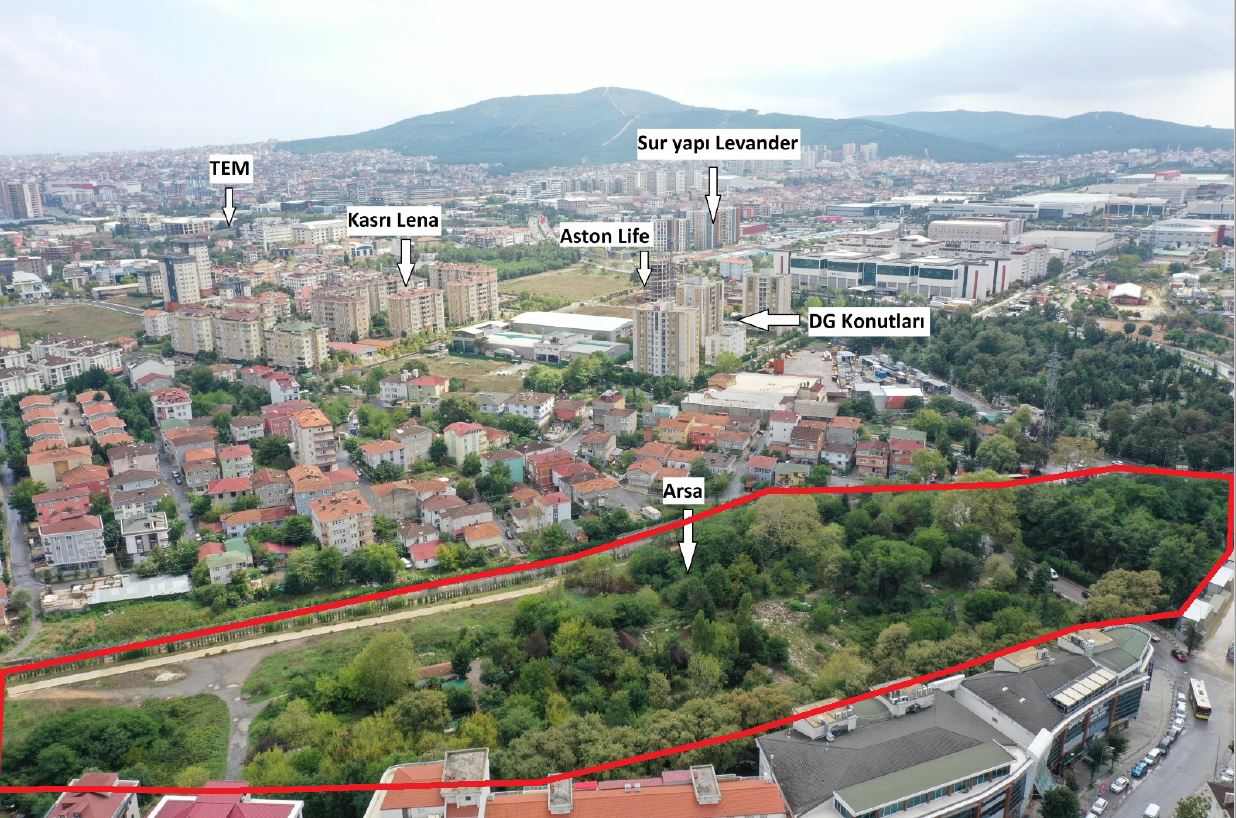 Sur yapı Levander
TEM
Kasrı Lena
Aston Life
DG Konutları
Arsa